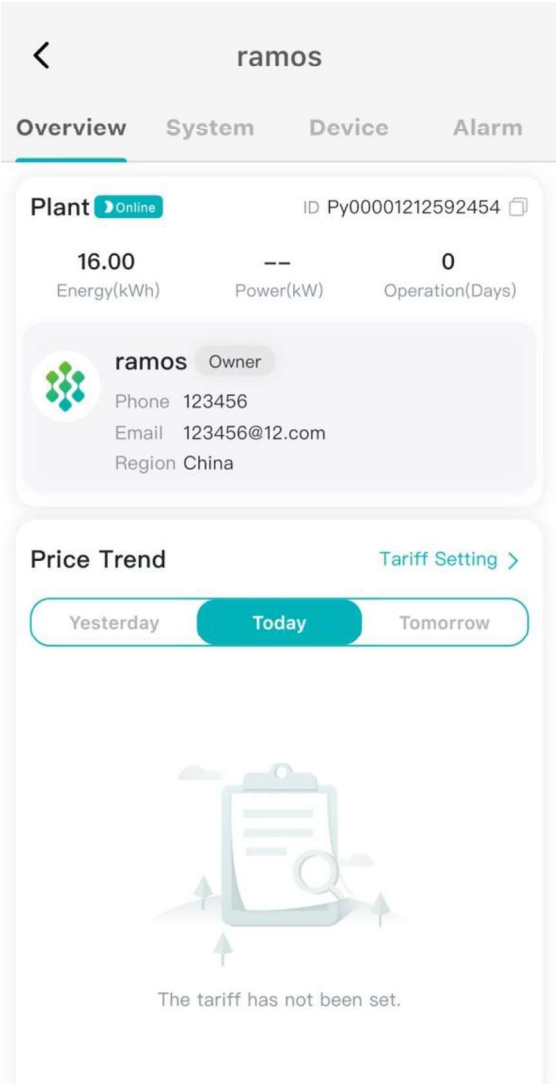 ramos
Overview System Device Alarm
Plant Online ID Py00001212592454
16.00 -- 0
Energy(kWh) Power(kW) Operation(Days)
ramos Owner
Phone 123456
Email 123456@12.com
Region China
Price Trend Tariff Setting >
Yesterday Today Tomorrow
The tariff has not been set.